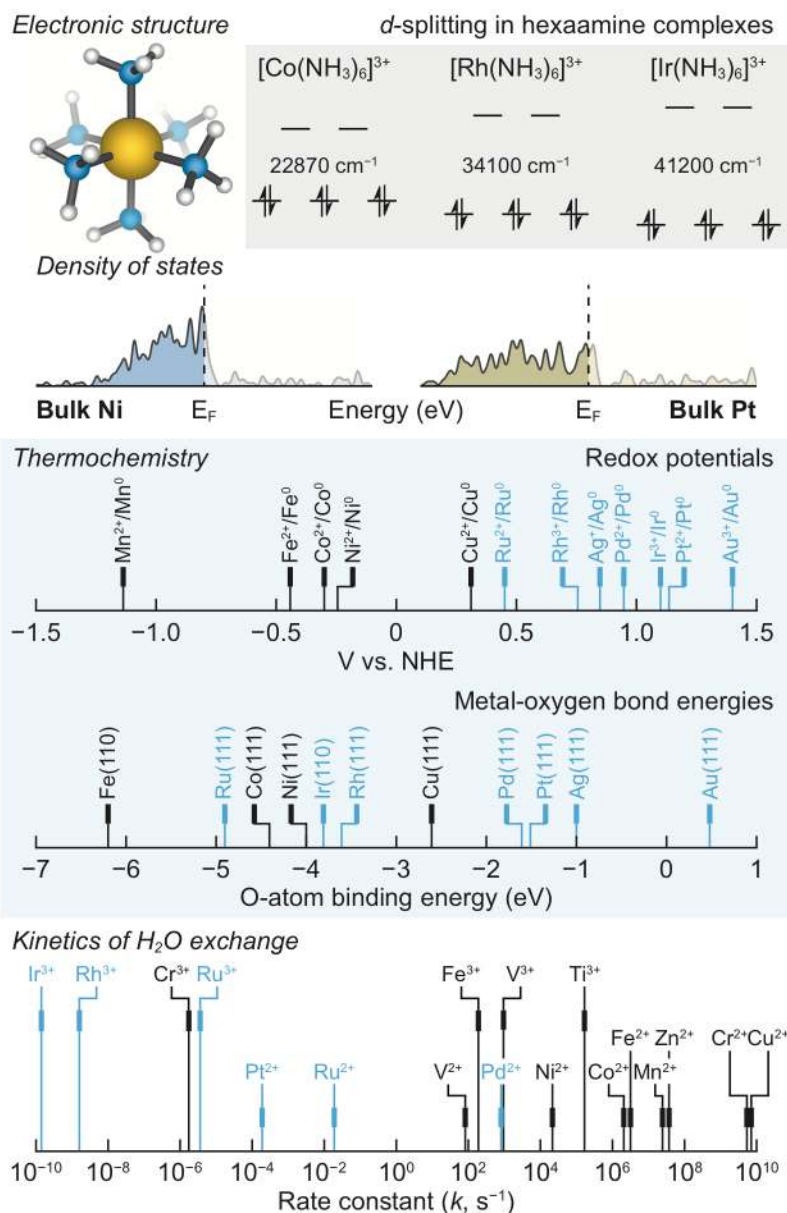 Electronic structure
d-splitting in hexaamine complexes
[Co(NH₃)₆]³⁺ [Rh(NH₃)₆]³⁺ [Ir(NH₃)₆]³⁺
22870 cm⁻¹ 34100 cm⁻¹ 41200 cm⁻¹
Density of states
Bulk Ni E_F Energy (eV) E_F Bulk Pt
Thermochemistry
Redox potentials
Mn²⁺/Mn⁰
Fe²⁺/Fe⁰
Co²⁺/Co⁰
Ni²⁺/Ni⁰
Cu²⁺/Cu⁰
Ru²⁺/Ru⁰
Rh³⁺/Rh⁰
Ag⁺/Ag⁰
Pd²⁺/Pd⁰
Ir³⁺/Ir⁰
Pt²⁺/Pt⁰
Au³⁺/Au⁰
−1.5 −1.0 −0.5 0 0.5 1.0 1.5
V vs. NHE
Metal-oxygen bond energies
Fe(110)
Ru(111)
Co(111)
Ni(111)
Ir(110)
Rh(111)
Cu(111)
Pd(111)
Pt(111)
Ag(111)
Au(111)
−7 −6 −5 −4 −3 −2 −1 0 1
O-atom binding energy (eV)
Kinetics of H₂O exchange
Ir³⁺ Rh³⁺ Cr³⁺ Ru³⁺ Fe³⁺ V³⁺ Ti³⁺
Fe²⁺ Zn²⁺ Cr²⁺ Cu²⁺
Pt²⁺ Ru²⁺ V²⁺ Pd²⁺ Ni²⁺ Co²⁺ Mn²⁺
10⁻¹⁰ 10⁻⁸ 10⁻⁶ 10⁻⁴ 10⁻² 10⁰ 10² 10⁴ 10⁶ 10⁸ 10¹⁰
Rate constant (k, s⁻¹)